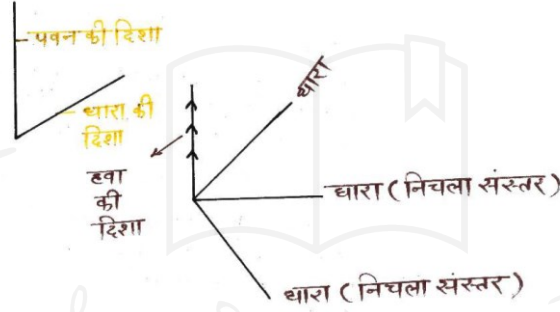 पवन की दिशा
धारा की
दिशा
धारा
हवा
की
दिशा
धारा (निचला संस्तर)
धारा (निचला संस्तर)